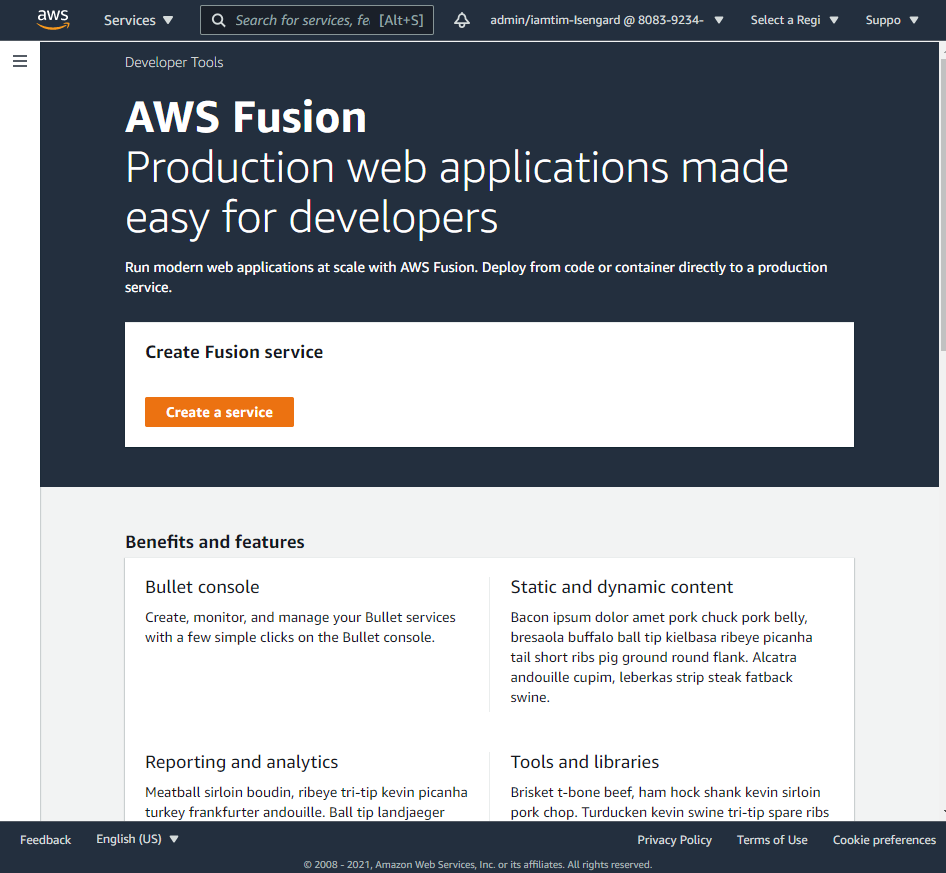 aws
Services
Search for services, fe
[Alt+S]
admin/iamtim-Isengard @ 8083-9234-
Select a Regi
Suppo
Developer Tools
AWS Fusion
Production web applications made
easy for developers
Run modern web applications at scale with AWS Fusion. Deploy from code or container directly to a production
service.
Create Fusion service
Create a service
Benefits and features
Bullet console
Create, monitor, and manage your Bullet services
with a few simple clicks on the Bullet console.
Static and dynamic content
Bacon ipsum dolor amet pork chuck pork belly,
bresaola buffalo ball tip kielbasa ribeye picanha
tail short ribs pig ground round flank. Alcatra
andouille cupim, leberkas strip steak fatback
swine.
Reporting and analytics
Meatball sirloin boudin, ribeye tri-tip kevin picanha
turkey frankfurter andouille. Ball tip landjaeger
Tools and libraries
Brisket t-bone beef, ham hock shank kevin sirloin
pork chop. Turducken kevin swine tri-tip spare ribs
Feedback
English (US)
Privacy Policy
Terms of Use
Cookie preferences
© 2008 - 2021, Amazon Web Services, Inc. or its affiliates. All rights reserved.